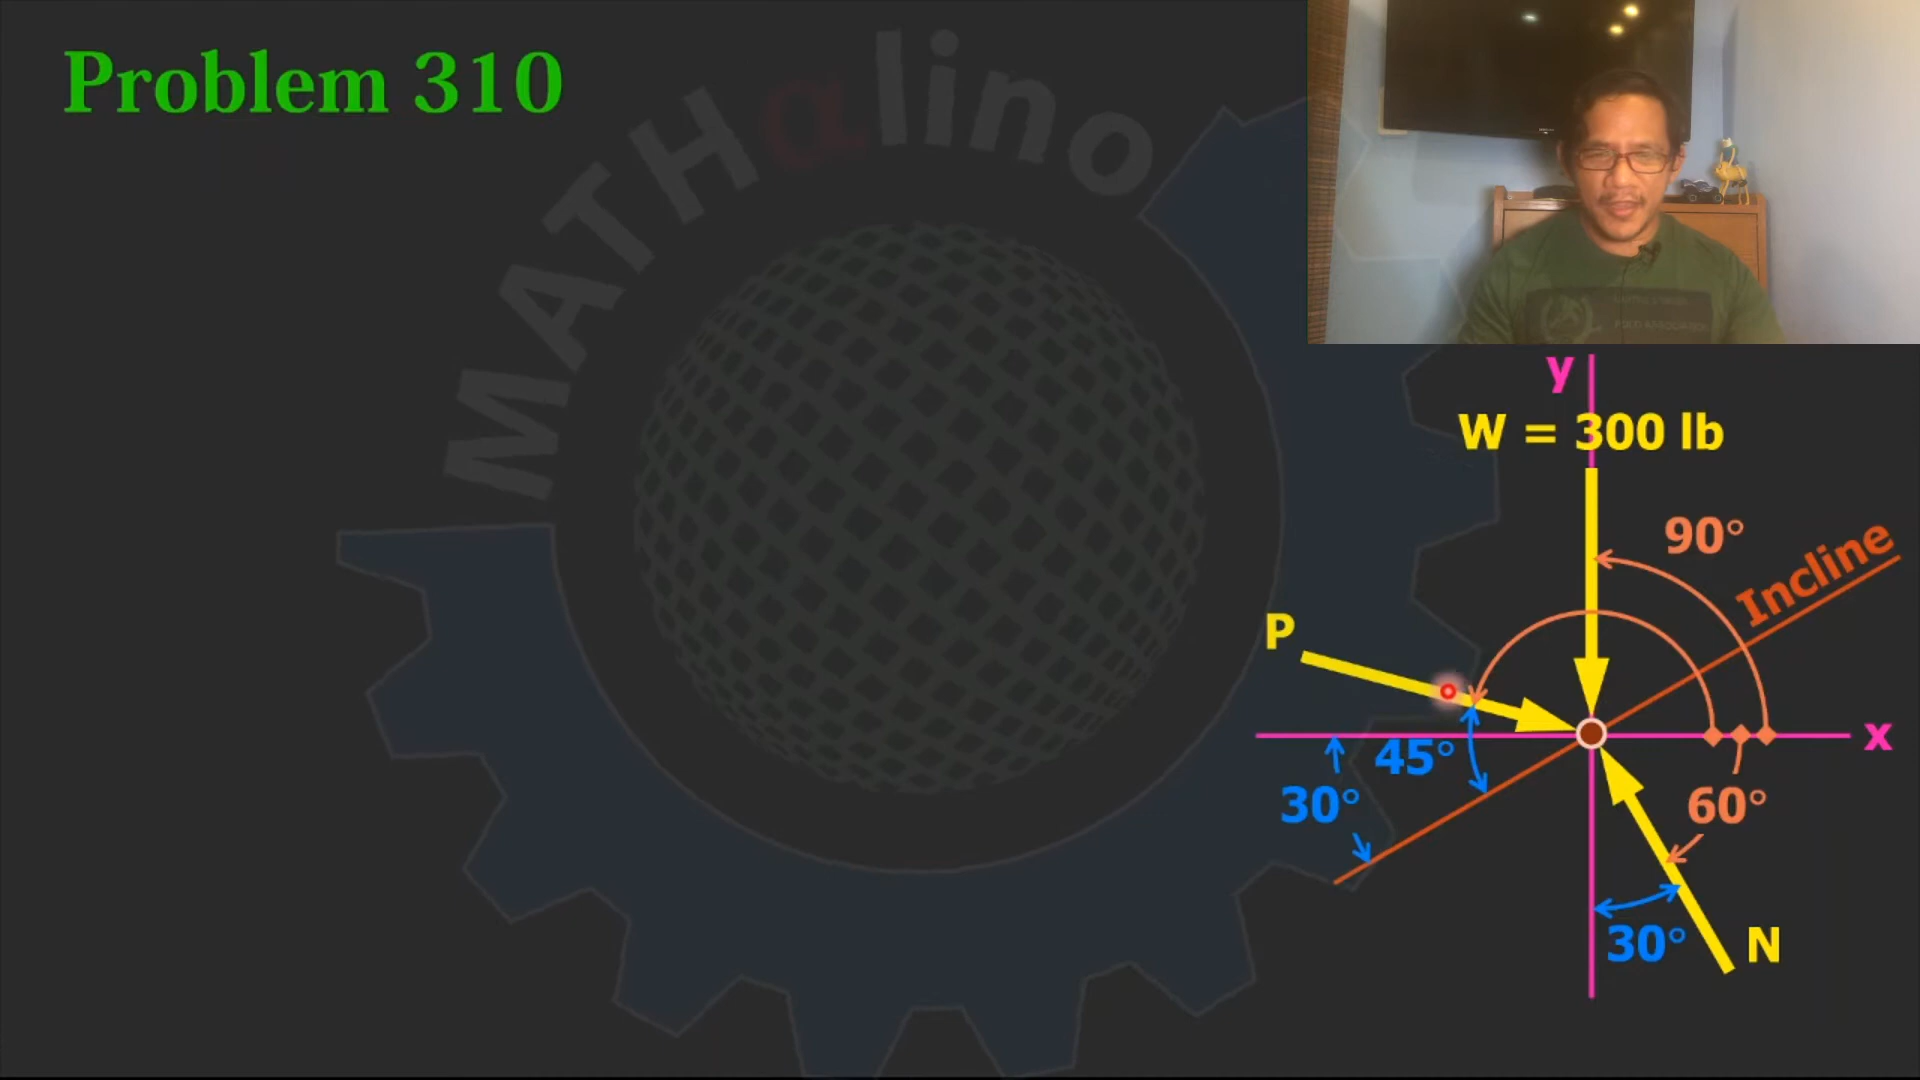 Problem 310
MATHalino
y
W = 300 lb
90°
Incline
P
x
45°
30°
60°
30°
N